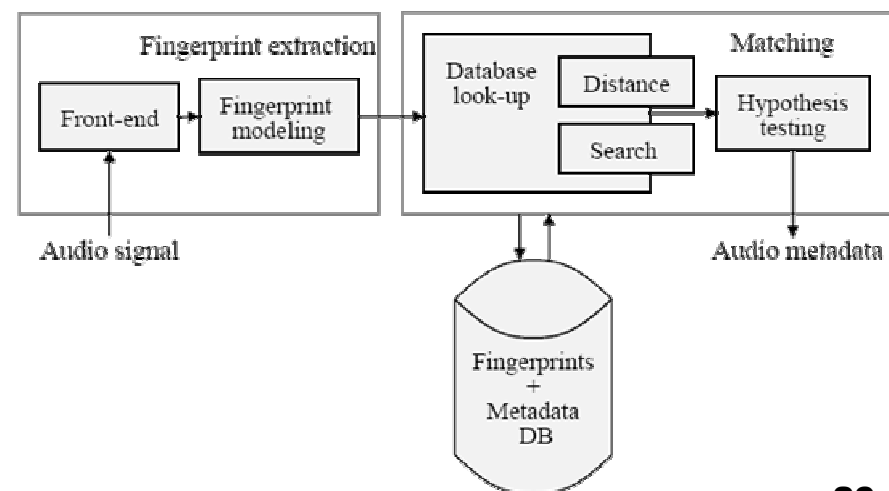 Fingerprint extraction
Front-end
Fingerprint
modeling
Audio signal
Matching
Database
look-up
Distance
Search
Hypothesis
testing
Audio metadata
Fingerprints
+
Metadata
DB